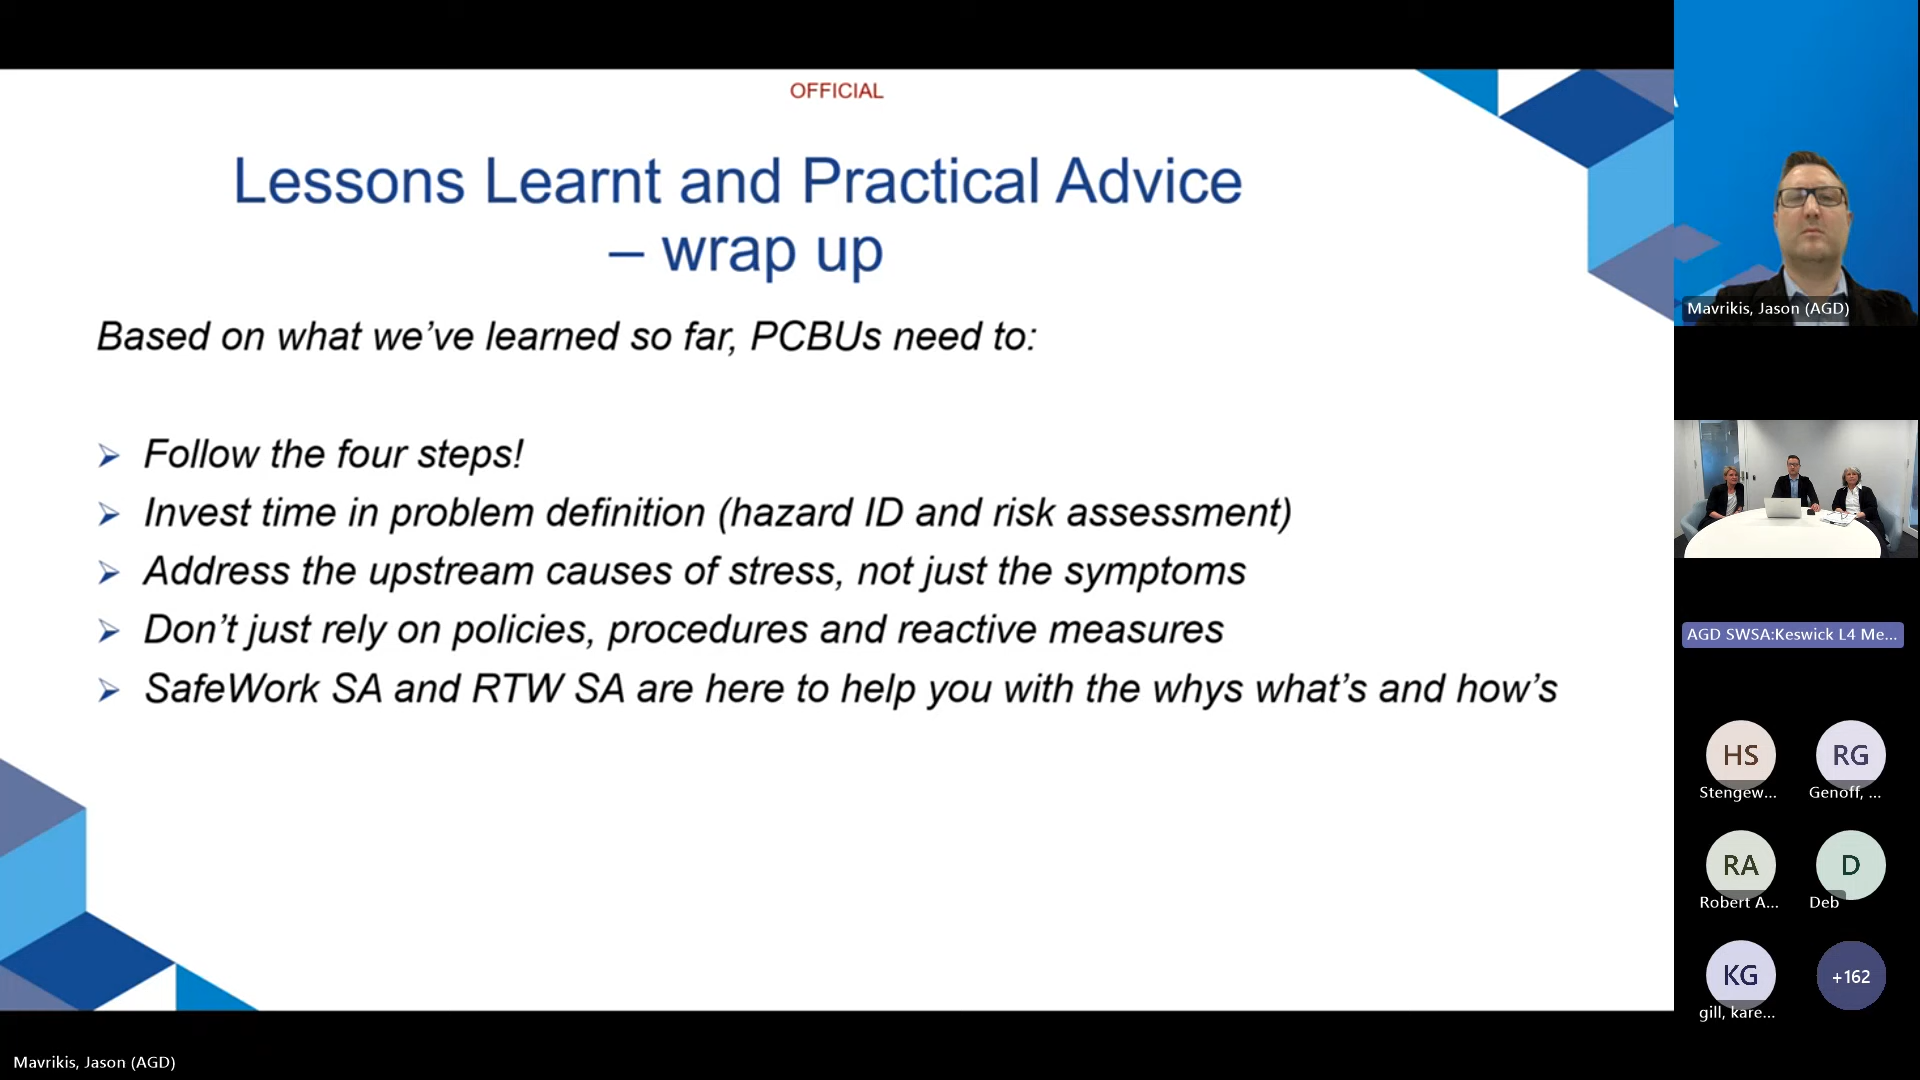 OFFICIAL
Lessons Learnt and Practical Advice
– wrap up
Based on what we’ve learned so far, PCBUs need to:
Follow the four steps!
Invest time in problem definition (hazard ID and risk assessment)
Address the upstream causes of stress, not just the symptoms
Don’t just rely on policies, procedures and reactive measures
SafeWork SA and RTW SA are here to help you with the whys what’s and how’s
Mavrikis, Jason (AGD)
AGD SWSA:Keswick L4 Me...
HS
RG
Stengew...
Genoff, ...
RA
D
Robert A...
Deb
KG
+162
gill, kare...
Mavrikis, Jason (AGD)